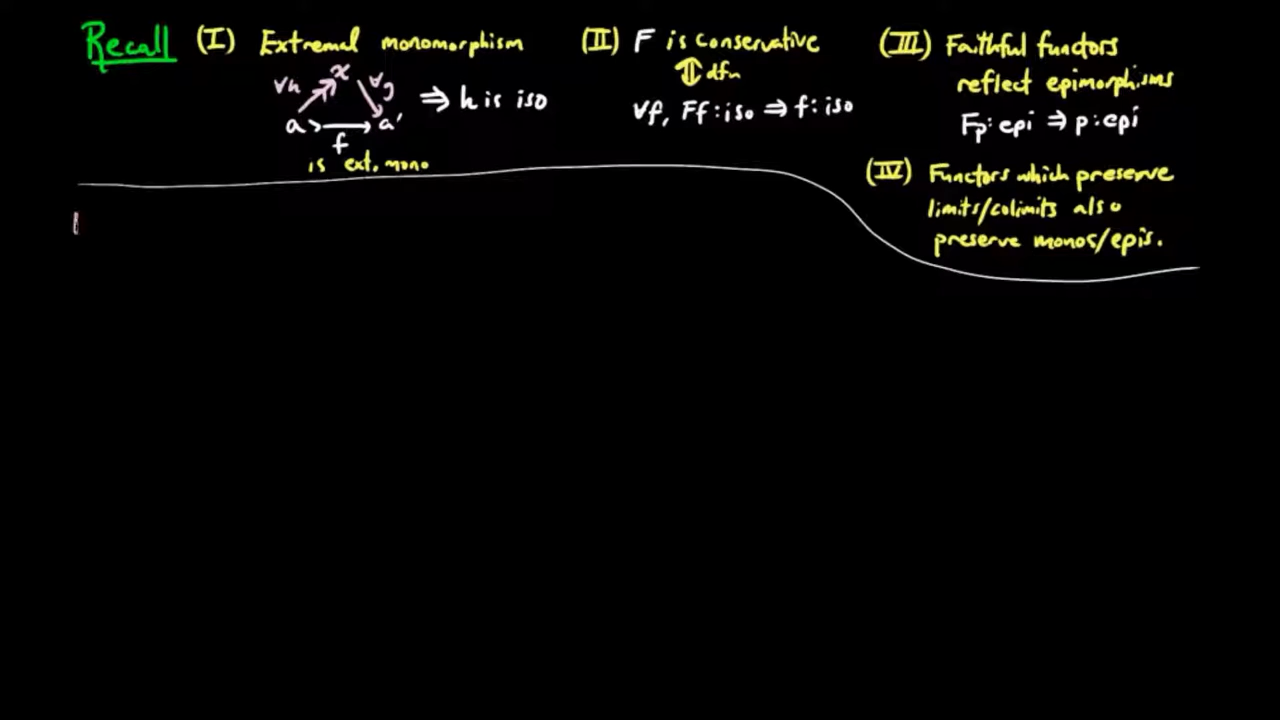 Recall
(I) Extremal monomorphism
∀h x ∀g
a >→ a' ⇒ h is iso
f
is ext. mono
(II) F is conservative
⇕ dfn
∀f, Ff : iso ⇒ f : iso
(III) Faithful functors
reflect epimorphisms
Fp : epi ⇒ p : epi
(IV) Functors which preserve
limits/colimits also
preserve monos/epis.